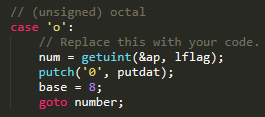 // (unsigned) octal
case 'o':
// Replace this with your code.
num = getuint(&ap, lflag);
putch('0', putdat);
base = 8;
goto number;